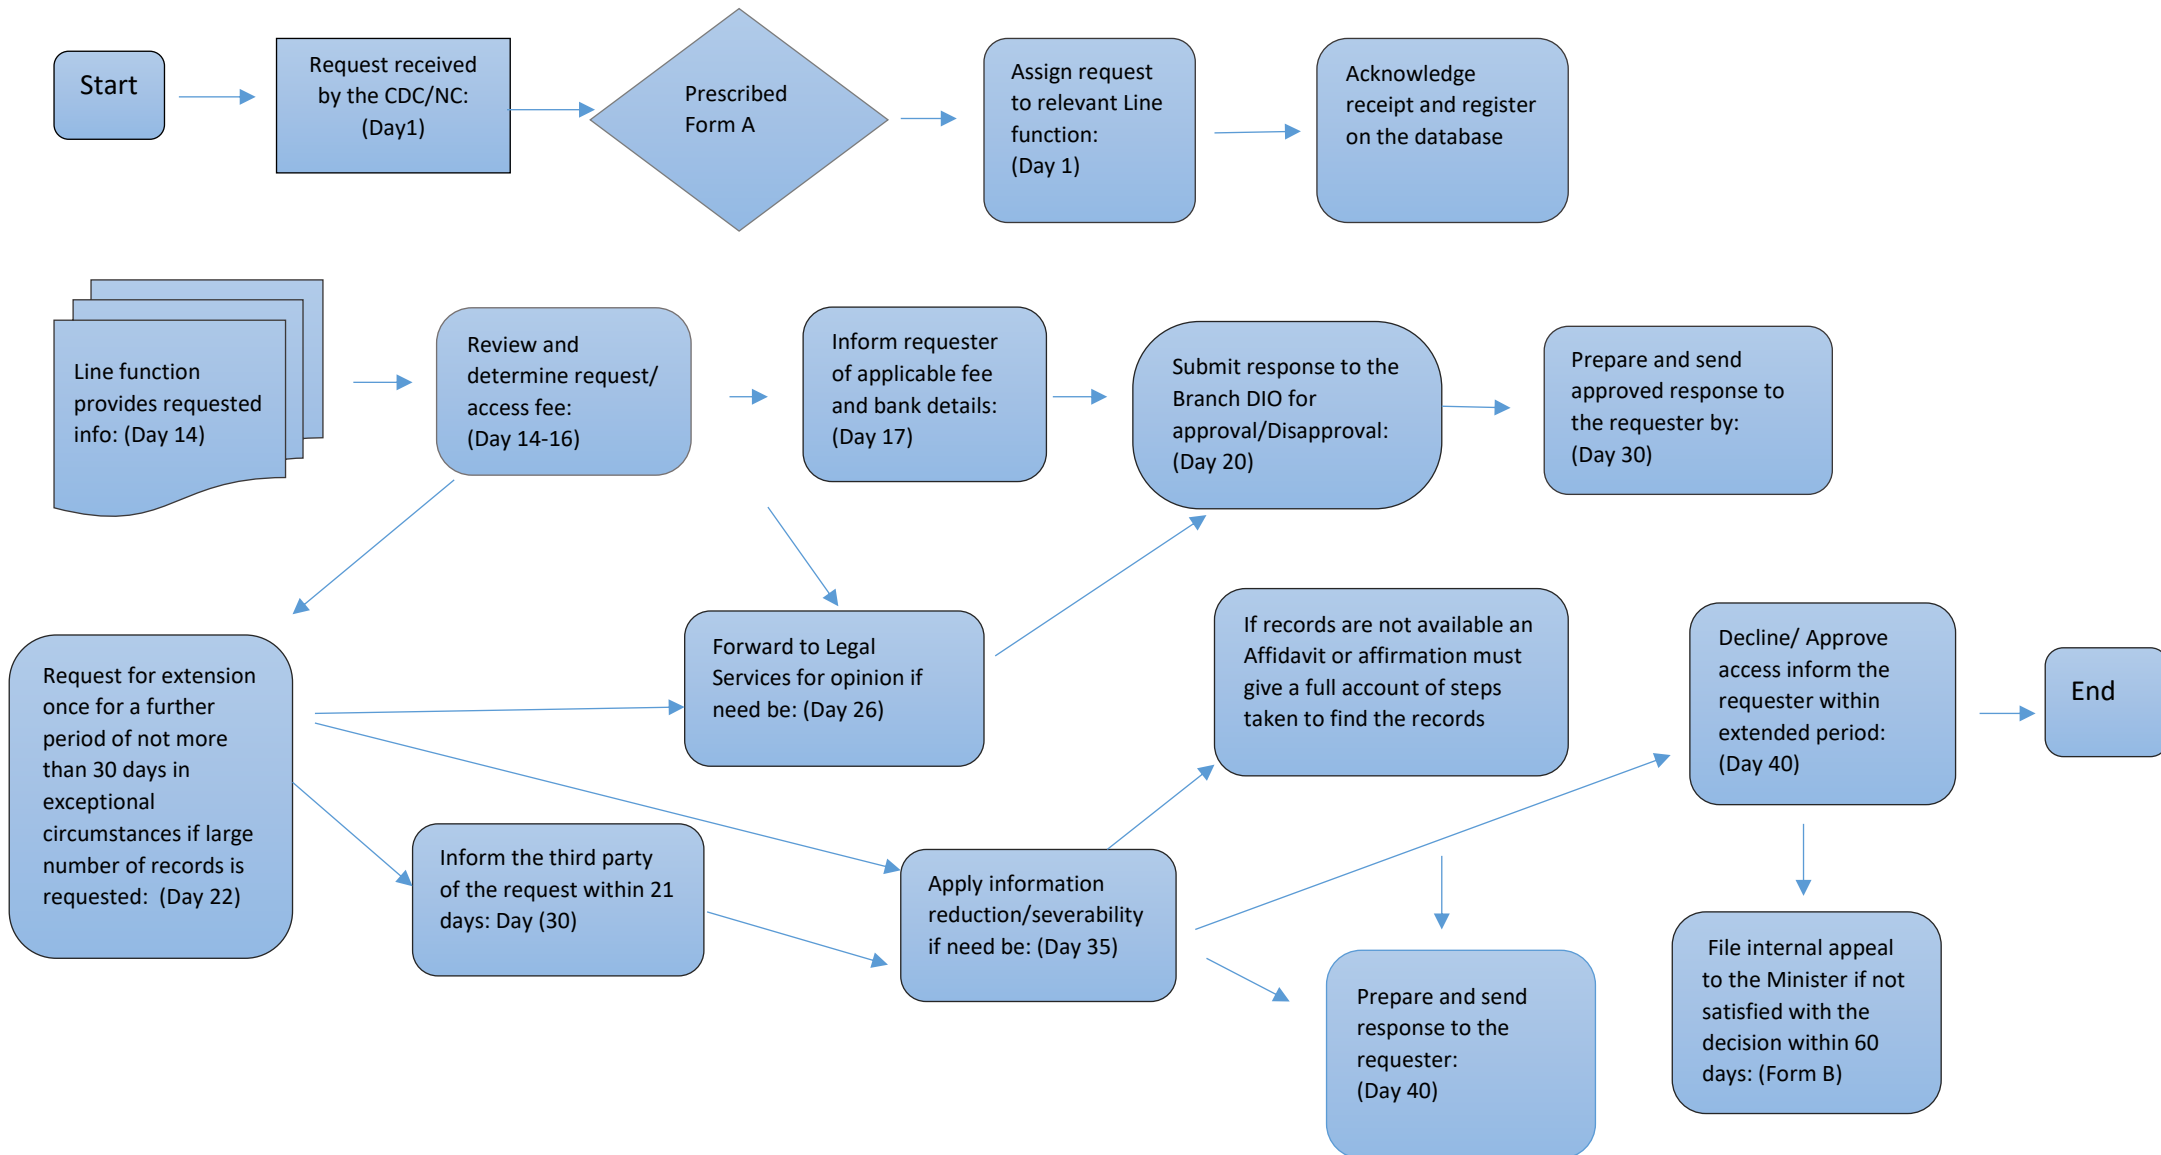 Start
Request received
by the CDC/NC:
(Day1)
Prescribed
Form A
Assign request
to relevant Line
function:
(Day 1)
Acknowledge
receipt and register
on the database
Line function
provides requested
info: (Day 14)
Review and
determine request/
access fee:
(Day 14-16)
Inform requester
of applicable fee
and bank details:
(Day 17)
Submit response to the
Branch DIO for
approval/Disapproval:
(Day 20)
Prepare and send
approved response to
the requester by:
(Day 30)
Request for extension
once for a further
period of not more
than 30 days in
exceptional
circumstances if large
number of records is
requested:  (Day 22)
Forward to Legal
Services for opinion if
need be: (Day 26)
If records are not available an
Affidavit or affirmation must
give a full account of steps
taken to find the records
Decline/ Approve
access inform the
requester within
extended period:
(Day 40)
End
Inform the third party
of the request within 21
days: Day (30)
Apply information
reduction/severability
if need be: (Day 35)
Prepare and send
response to the
requester:
(Day 40)
File internal appeal
to the Minister if not
satisfied with the
decision within 60
days: (Form B)